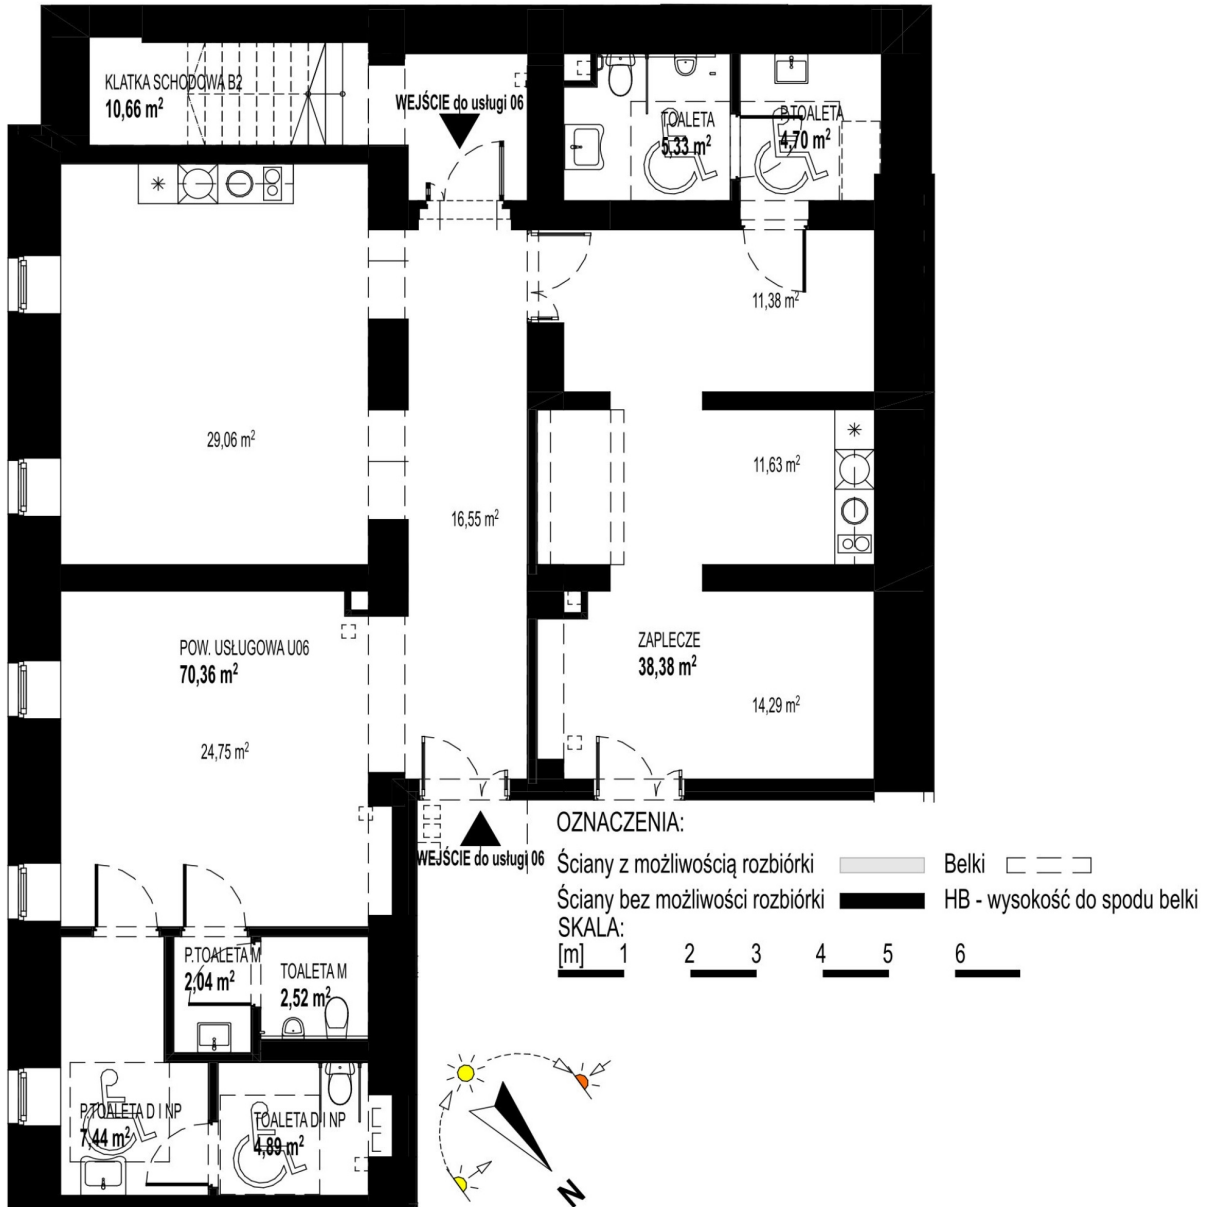 KLATKA SCHODOWA B2
10,66 m²
WEJŚCIE do usługi 06
TOALETA
5,33 m²
P.TOALETA
4,70 m²
11,38 m²
29,06 m²
11,63 m²
16,55 m²
POW. USŁUGOWA U06
70,36 m²
ZAPLECZE
38,38 m²
14,29 m²
24,75 m²
WEJŚCIE do usługi 06
OZNACZENIA:
Ściany z możliwością rozbiórki
Belki
Ściany bez możliwości rozbiórki
HB - wysokość do spodu belki
SKALA:
[m] 1 2 3 4 5 6
P.TOALETA M
2,04 m²
TOALETA M
2,52 m²
P.TOALETA D I NP
7,44 m²
TOALETA D I NP
4,89 m²
N